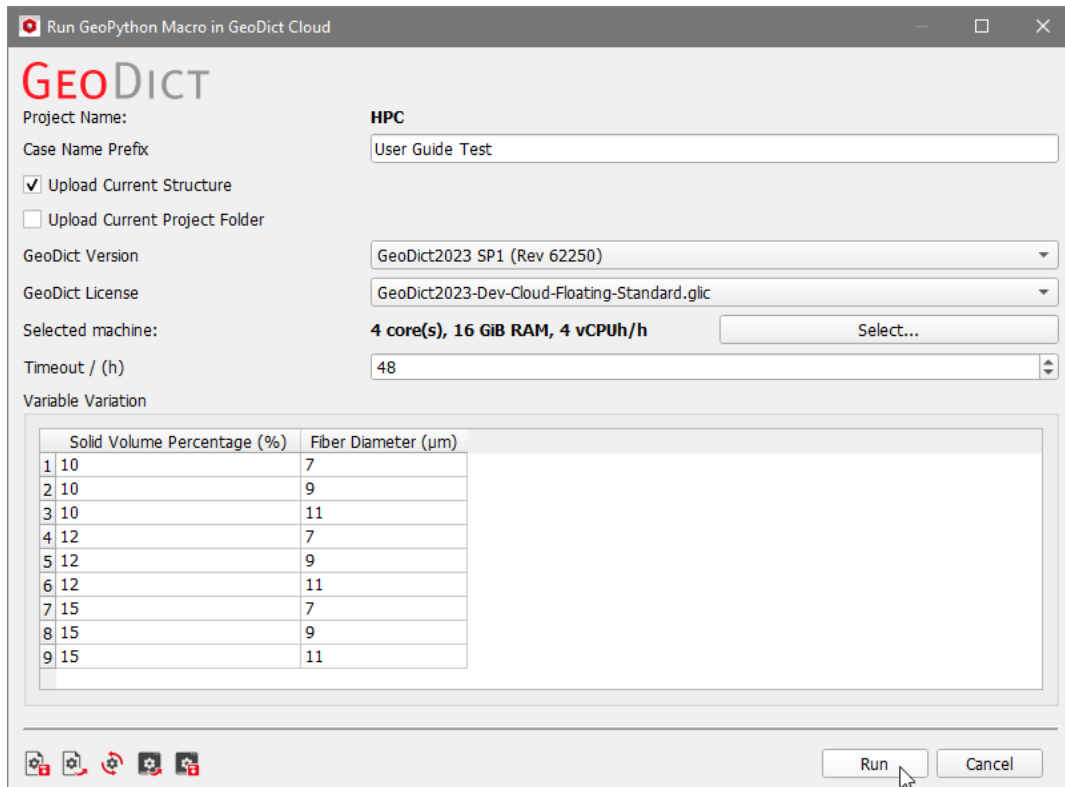 Run GeoPython Macro in GeoDict Cloud
GEODICT
Project Name: HPC
Case Name Prefix User Guide Test
Upload Current Structure
Upload Current Project Folder
GeoDict Version GeoDict2023 SP1 (Rev 62250)
GeoDict License GeoDict2023-Dev-Cloud-Floating-Standard.glic
Selected machine: 4 core(s), 16 GiB RAM, 4 vCPUh/h Select...
Timeout / (h) 48
Variable Variation
Solid Volume Percentage (%) Fiber Diameter (µm)
1 10 7
2 10 9
3 10 11
4 12 7
5 12 9
6 12 11
7 15 7
8 15 9
9 15 11
Run Cancel